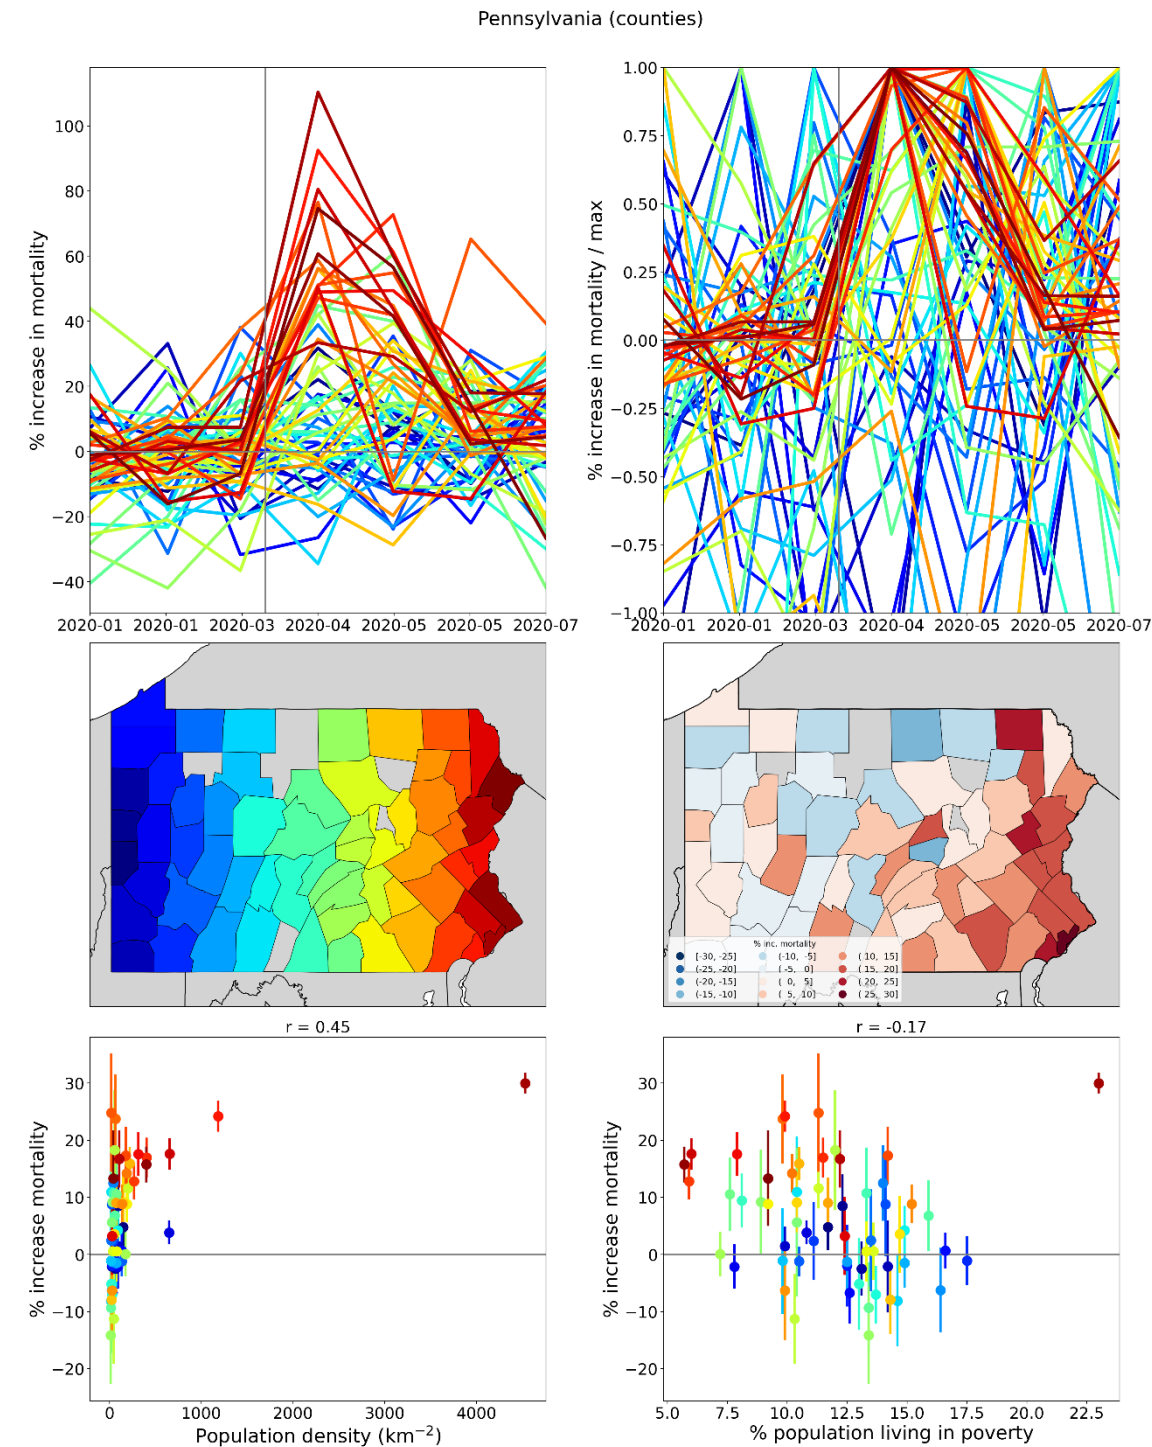 Pennsylvania (counties)
% increase in mortality
100
80
60
40
20
0
−20
−40
2020-01 2020-01 2020-03 2020-04 2020-05 2020-05 2020-07
% increase in mortality / max
1.00
0.75
0.50
0.25
0.00
−0.25
−0.50
−0.75
−1.00
2020-01 2020-01 2020-03 2020-04 2020-05 2020-05 2020-07
% inc. mortality
[-30, -25] (-10, -5] ( 10, 15]
(-25, -20] ( -5, 0] ( 15, 20]
(-20, -15] ( 0, 5] ( 20, 25]
(-15, -10] ( 5, 10] ( 25, 30]
r = 0.45
% increase mortality
30
20
10
0
−10
−20
0 1000 2000 3000 4000
Population density (km⁻²)
r = -0.17
% increase mortality
30
20
10
0
−10
−20
5.0 7.5 10.0 12.5 15.0 17.5 20.0 22.5
% population living in poverty